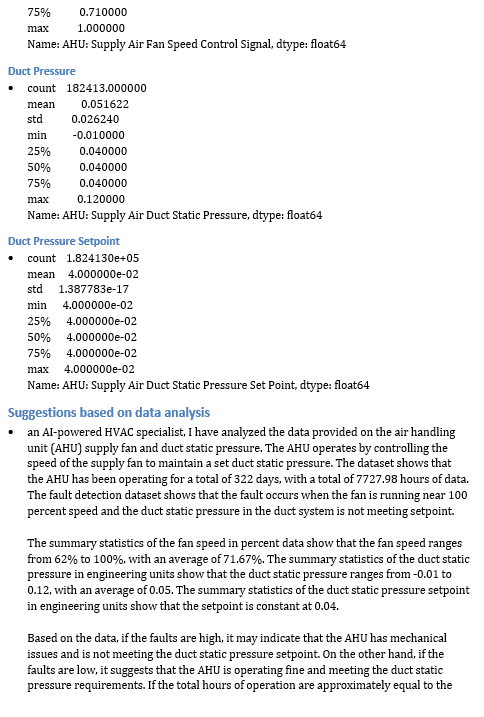 75% 0.710000
max 1.000000
Name: AHU: Supply Air Fan Speed Control Signal, dtype: float64
Duct Pressure
• count 182413.000000
mean 0.051622
std 0.026240
min -0.010000
25% 0.040000
50% 0.040000
75% 0.040000
max 0.120000
Name: AHU: Supply Air Duct Static Pressure, dtype: float64
Duct Pressure Setpoint
• count 1.824130e+05
mean 4.000000e-02
std 1.387783e-17
min 4.000000e-02
25% 4.000000e-02
50% 4.000000e-02
75% 4.000000e-02
max 4.000000e-02
Name: AHU: Supply Air Duct Static Pressure Set Point, dtype: float64
Suggestions based on data analysis
• an AI-powered HVAC specialist, I have analyzed the data provided on the air handling
unit (AHU) supply fan and duct static pressure. The AHU operates by controlling the
speed of the supply fan to maintain a set duct static pressure. The dataset shows that
the AHU has been operating for a total of 322 days, with a total of 7727.98 hours of data.
The fault detection dataset shows that the fault occurs when the fan is running near 100
percent speed and the duct static pressure in the duct system is not meeting setpoint.
The summary statistics of the fan speed in percent data show that the fan speed ranges
from 62% to 100%, with an average of 71.67%. The summary statistics of the duct static
pressure in engineering units show that the duct static pressure ranges from -0.01 to
0.12, with an average of 0.05. The summary statistics of the duct static pressure setpoint
in engineering units show that the setpoint is constant at 0.04.
Based on the data, if the faults are high, it may indicate that the AHU has mechanical
issues and is not meeting the duct static pressure setpoint. On the other hand, if the
faults are low, it suggests that the AHU is operating fine and meeting the duct static
pressure requirements. If the total hours of operation are approximately equal to the